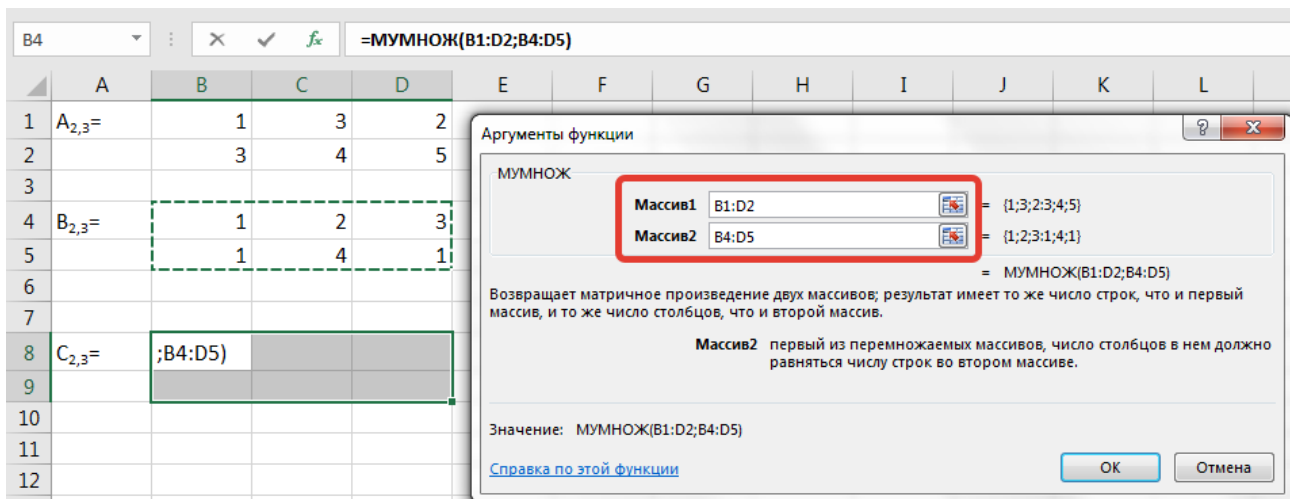 B4 fx =МУМНОЖ(B1:D2;B4:D5)
A B C D E F G H I J K L
1 A2,3= 1 3 2
2 3 4 5
3
4 B2,3= 1 2 3
5 1 4 1
6
7
8 C2,3= ;B4:D5)
9
10
11
12
Аргументы функции ? X
МУМНОЖ
Массив1 B1:D2 = {1;3;2:3;4;5}
Массив2 B4:D5 = {1;2;3:1;4;1}
= МУМНОЖ(B1:D2;B4:D5)
Возвращает матричное произведение двух массивов; результат имеет то же число строк, что и первый
массив, и то же число столбцов, что и второй массив.
Массив2 первый из перемножаемых массивов, число столбцов в нем должно
равняться числу строк во втором массиве.
Значение: МУМНОЖ(B1:D2;B4:D5)
Справка по этой функции
ОК Отмена